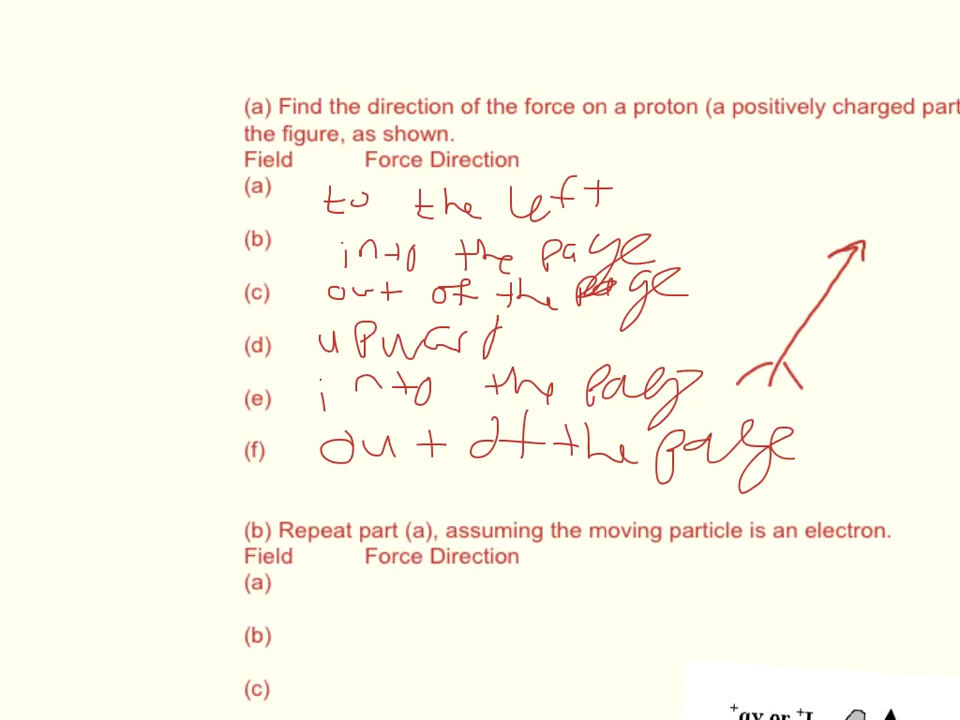 (a) Find the direction of the force on a proton (a positively charged part
the figure, as shown.
Field Force Direction
(a) to the left
(b) into the page
(c) out of the page
(d) upward
(e) into the page
(f) out of the page
(b) Repeat part (a), assuming the moving particle is an electron.
Field Force Direction
(a)
(b)
(c)
+qv or +I